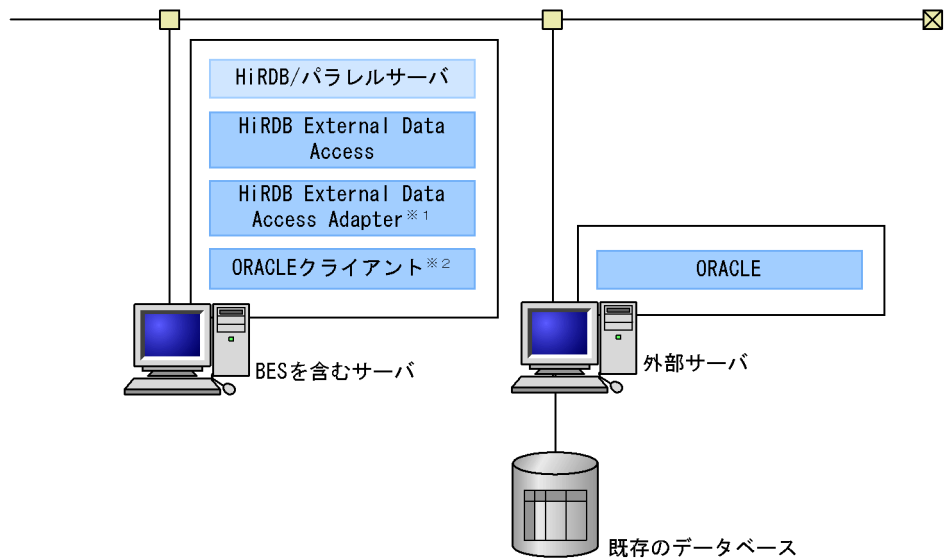 HiRDB/パラレルサーバ
HiRDB External Data
Access
HiRDB External Data
Access Adapter※1
ORACLEクライアント※2
BESを含むサーバ
ORACLE
外部サーバ
既存のデータベース